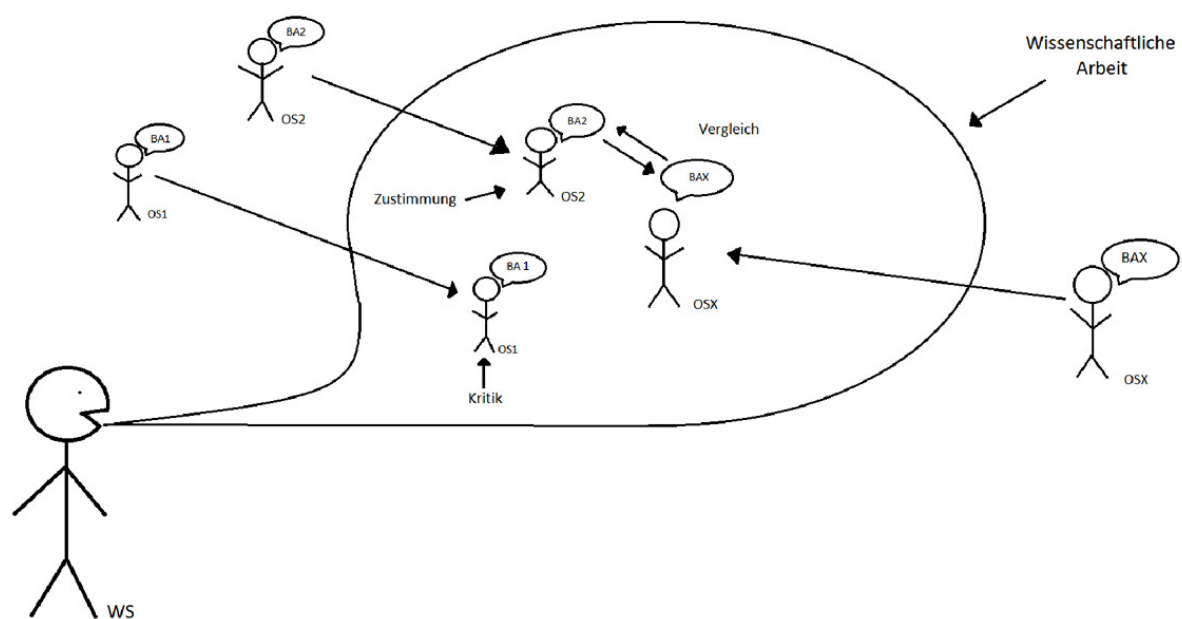 BA2
OS2
BA1
OS1
Wissenschaftliche
Arbeit
BA2
OS2
Vergleich
BAX
OSX
Zustimmung
BA 1
OS1
Kritik
BAX
OSX
WS